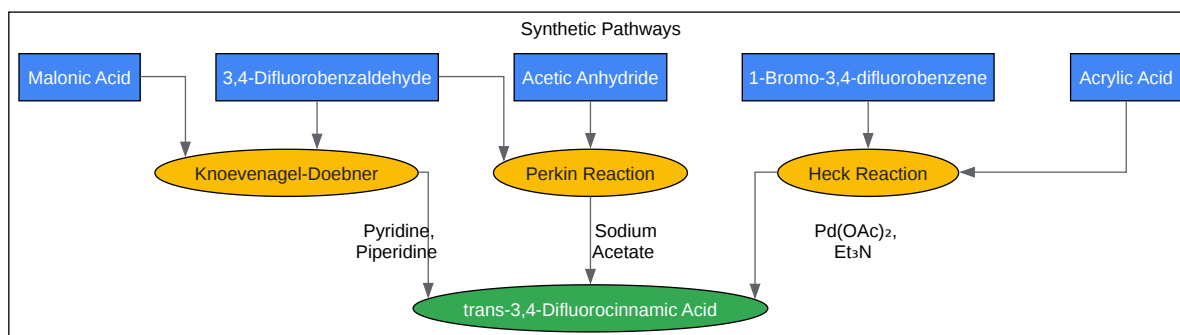 Synthetic Pathways
Malonic Acid
3,4-Difluorobenzaldehyde
Acetic Anhydride
1-Bromo-3,4-difluorobenzene
Acrylic Acid
Knoevenagel-Doebner
Perkin Reaction
Heck Reaction
Pyridine,
Piperidine
Sodium
Acetate
Pd(OAc)₂,
Et₃N
trans-3,4-Difluorocinnamic Acid